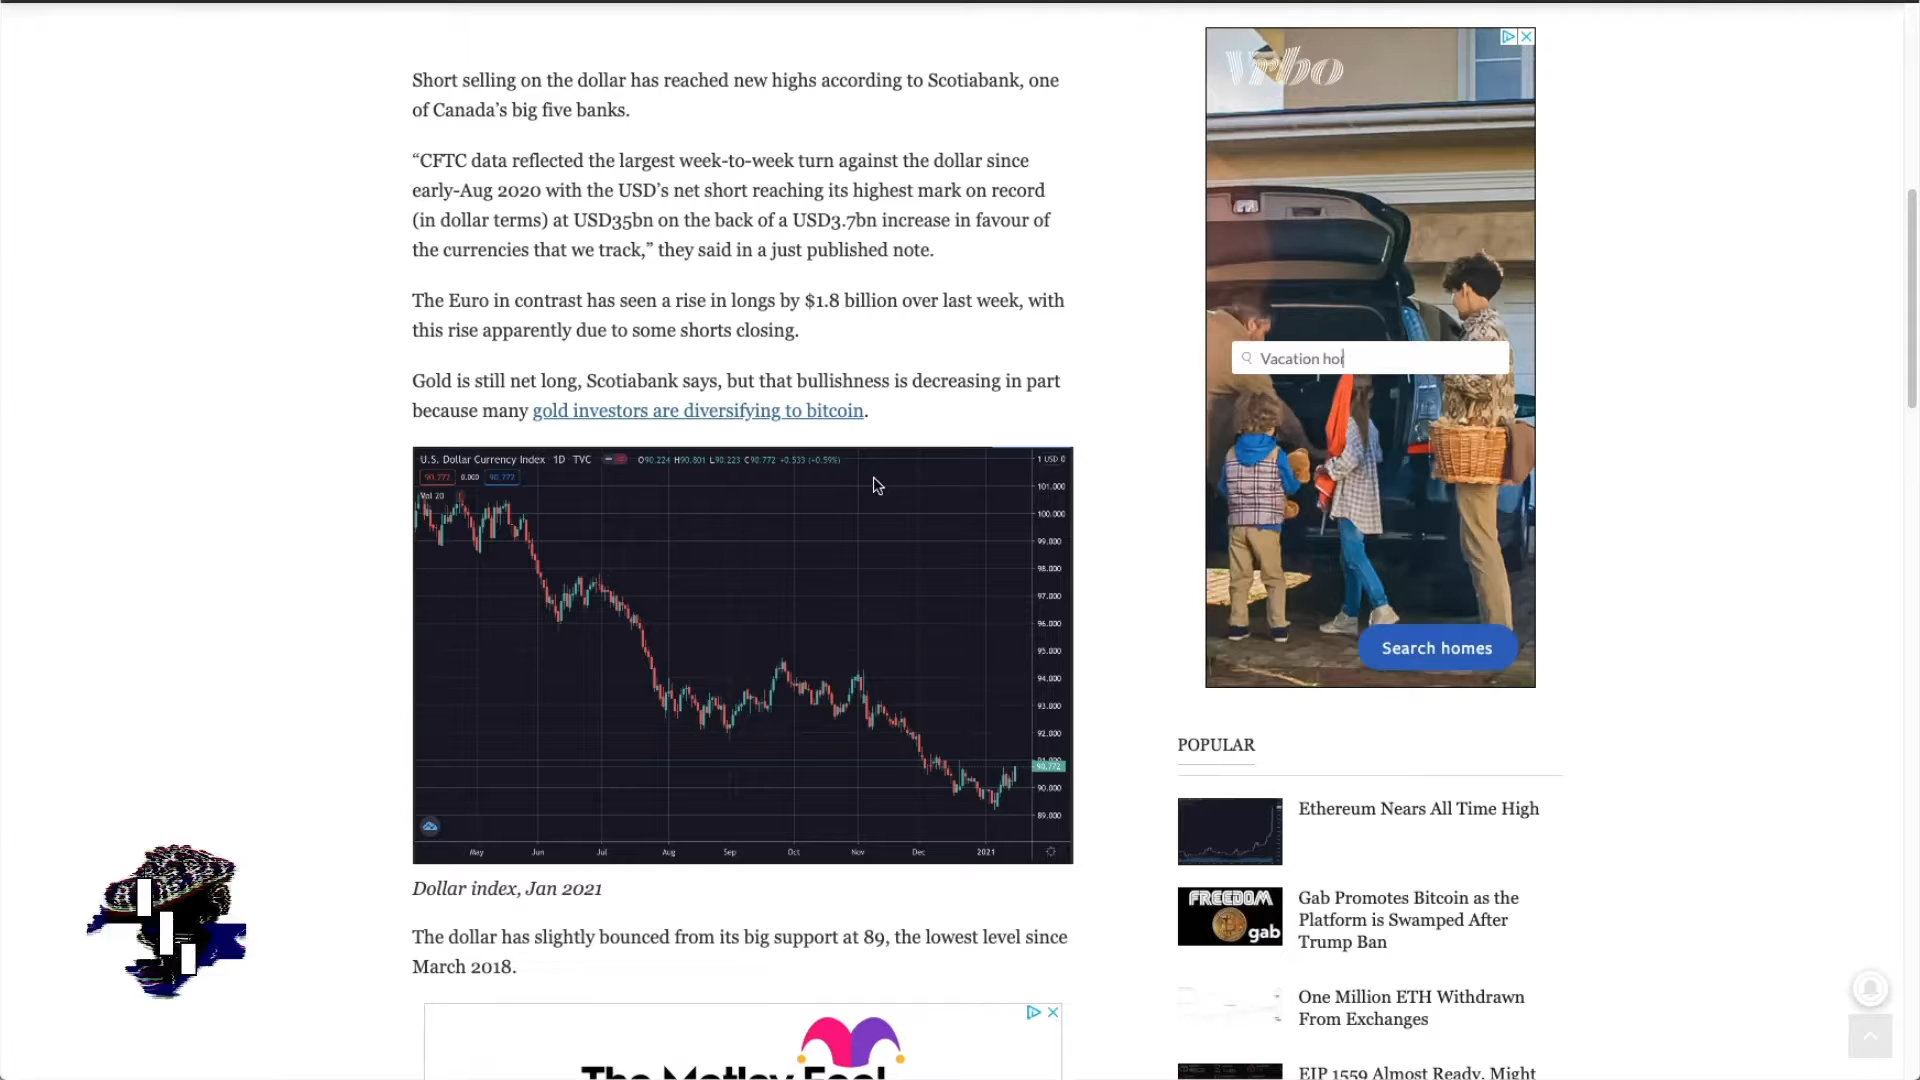 Short selling on the dollar has reached new highs according to Scotiabank, one
of Canada’s big five banks.
“CFTC data reflected the largest week-to-week turn against the dollar since
early-Aug 2020 with the USD’s net short reaching its highest mark on record
(in dollar terms) at USD35bn on the back of a USD3.7bn increase in favour of
the currencies that we track,” they said in a just published note.
The Euro in contrast has seen a rise in longs by $1.8 billion over last week, with
this rise apparently due to some shorts closing.
Gold is still net long, Scotiabank says, but that bullishness is decreasing in part
because many gold investors are diversifying to bitcoin.
U.S. Dollar Currency Index · 1D · TVC O90.224 H90.801 L90.223 C90.772 +0.533 (+0.59%)
1 USD
90.772 0.000 90.772
Vol 20
101.000
100.000
99.000
98.000
97.000
96.000
95.000
94.000
93.000
92.000
91.000
90.772
90.000
89.000
May Jun Jul Aug Sep Oct Nov Dec 2021
Dollar index, Jan 2021
The dollar has slightly bounced from its big support at 89, the lowest level since
March 2018.
The Motley Fool
Vrbo
Vacation ho
Search homes
POPULAR
Ethereum Nears All Time High
FREEDOM
gab
Gab Promotes Bitcoin as the
Platform is Swamped After
Trump Ban
One Million ETH Withdrawn
From Exchanges
EIP 1559 Almost Ready, Might